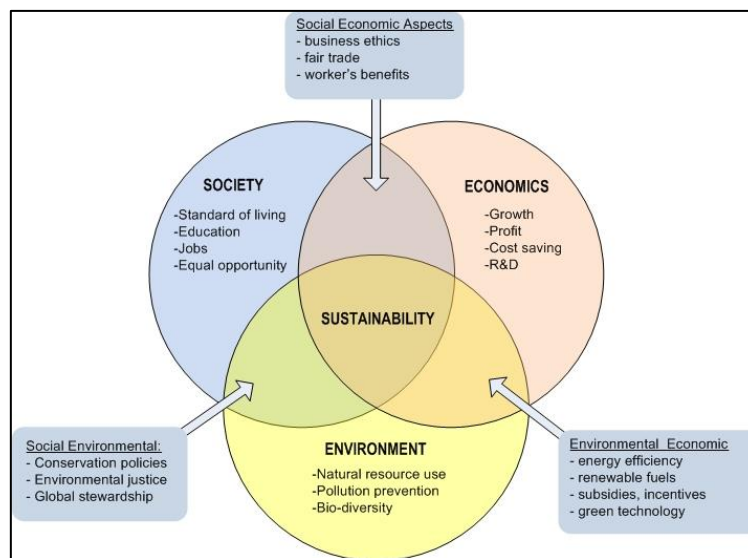 Social Economic Aspects
- business ethics
- fair trade
- worker's benefits
SOCIETY
-Standard of living
-Education
-Jobs
-Equal opportunity
ECONOMICS
-Growth
-Profit
-Cost saving
-R&D
SUSTAINABILITY
Social Environmental:
- Conservation policies
- Environmental justice
- Global stewardship
ENVIRONMENT
-Natural resource use
-Pollution prevention
-Bio-diversity
Environmental Economic
- energy efficiency
- renewable fuels
- subsidies, incentives
- green technology